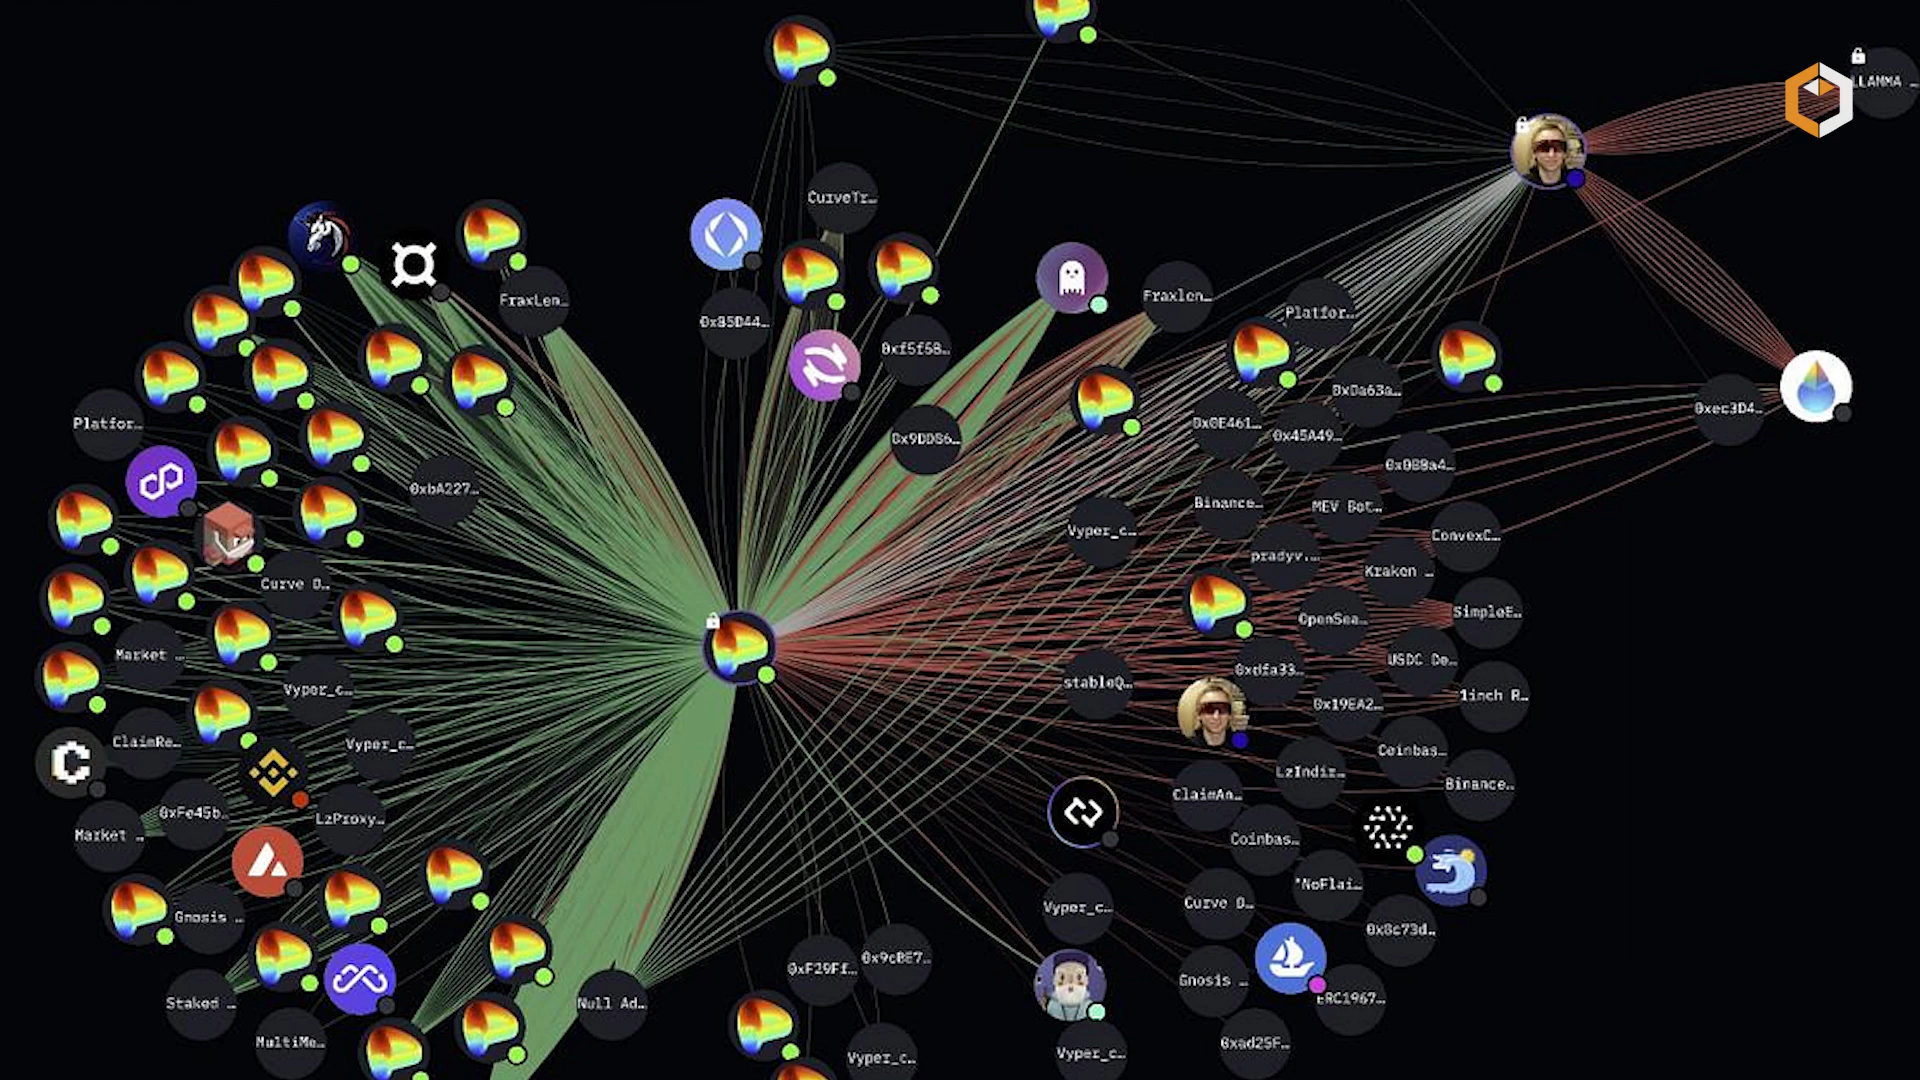 LLAMMA …
CurveTr…
FraxLen…
Fraxlen…
Platfor…
0x85D44…
0xf5f58…
0xDa63a…
0xec3D4…
Platfor…
0x9DD86…
0x0E461…
0x45A49…
0x0B8a4…
0xbA227…
Binance…
MEV Bot…
Vyper_c…
ConvexC…
pradyv.…
Kraken …
Curve D…
SimpleE…
OpenSea…
Market …
USDC De…
0xdfa33…
stableQ…
Vyper_c…
1inch R…
0x19EA2…
ClaimRe…
Vyper_c…
Coinbas…
LzIndir…
Binance…
ClaimAn…
0xFe45b…
LzProxy…
Market …
Coinbas…
"NoFlai…
Curve D…
Vyper_c…
Gnosis …
0x8c73d…
0xF29Ff…
0x9cBE7…
Gnosis …
Staked …
Null Ad…
ERC1967…
MultiMe…
0xad25F…
Vyper_c…
Vyper_c…